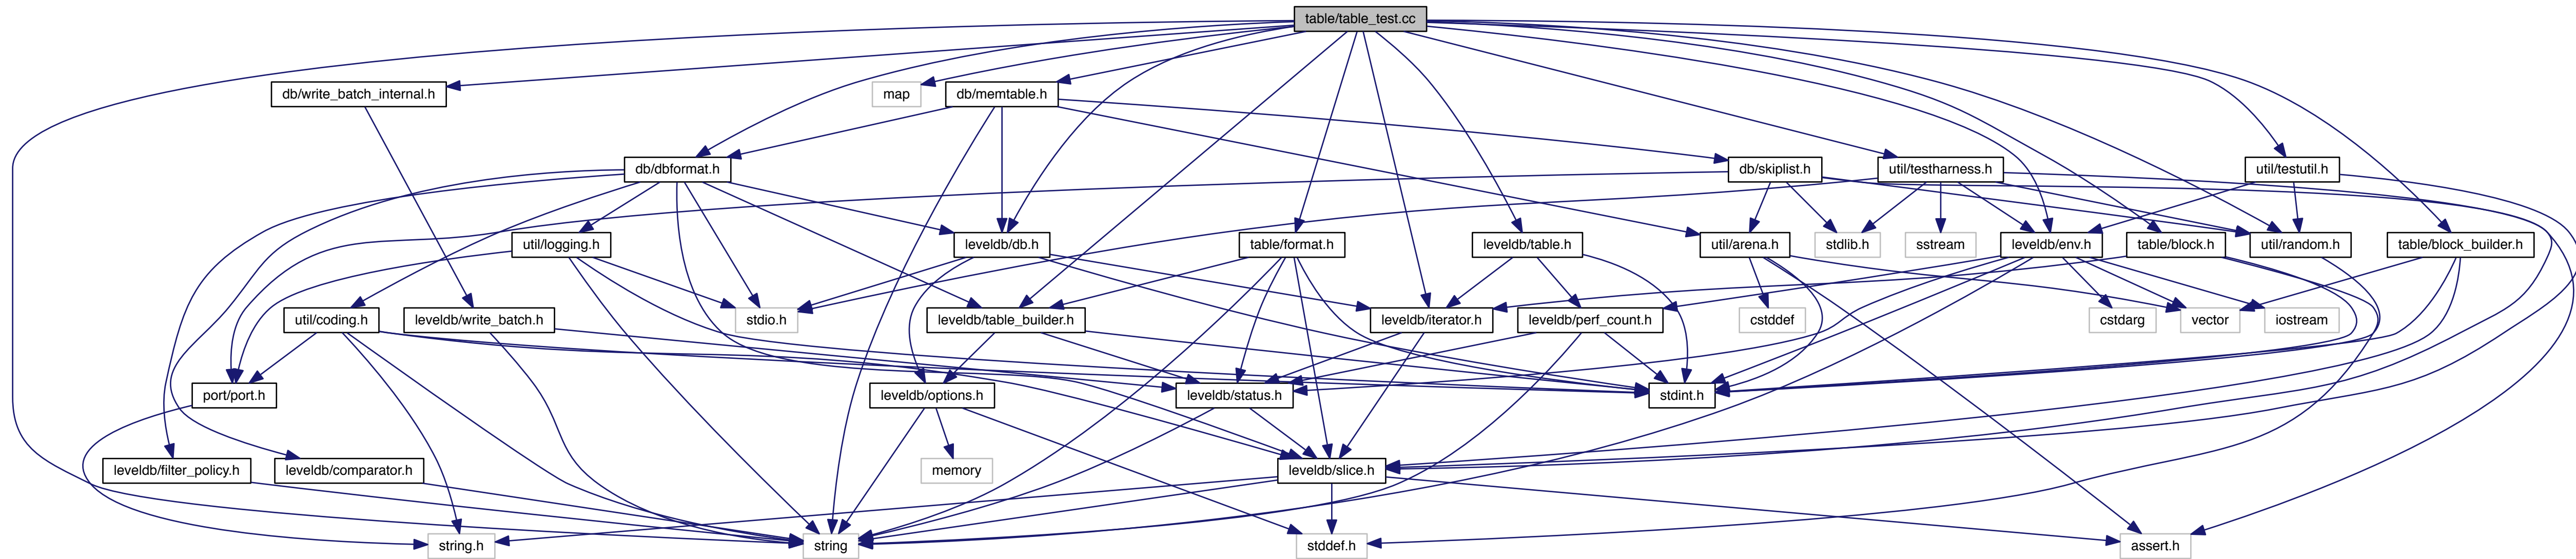 table/table_test.cc
db/write_batch_internal.h
map
db/memtable.h
db/dbformat.h
db/skiplist.h
util/testharness.h
util/testutil.h
util/logging.h
leveldb/db.h
table/format.h
leveldb/table.h
util/arena.h
stdlib.h
sstream
leveldb/env.h
table/block.h
util/random.h
table/block_builder.h
util/coding.h
leveldb/write_batch.h
stdio.h
leveldb/table_builder.h
leveldb/iterator.h
leveldb/perf_count.h
cstddef
cstdarg
vector
iostream
port/port.h
leveldb/options.h
leveldb/status.h
stdint.h
leveldb/filter_policy.h
leveldb/comparator.h
memory
leveldb/slice.h
string.h
string
stddef.h
assert.h